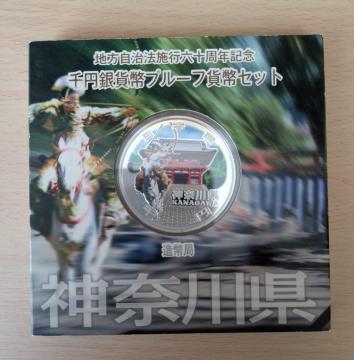 地方自治法施行六十周年記念
千円銀貨幣プルーフ貨幣セット
神奈川県
KANAGAWA
造幣局
神奈川県